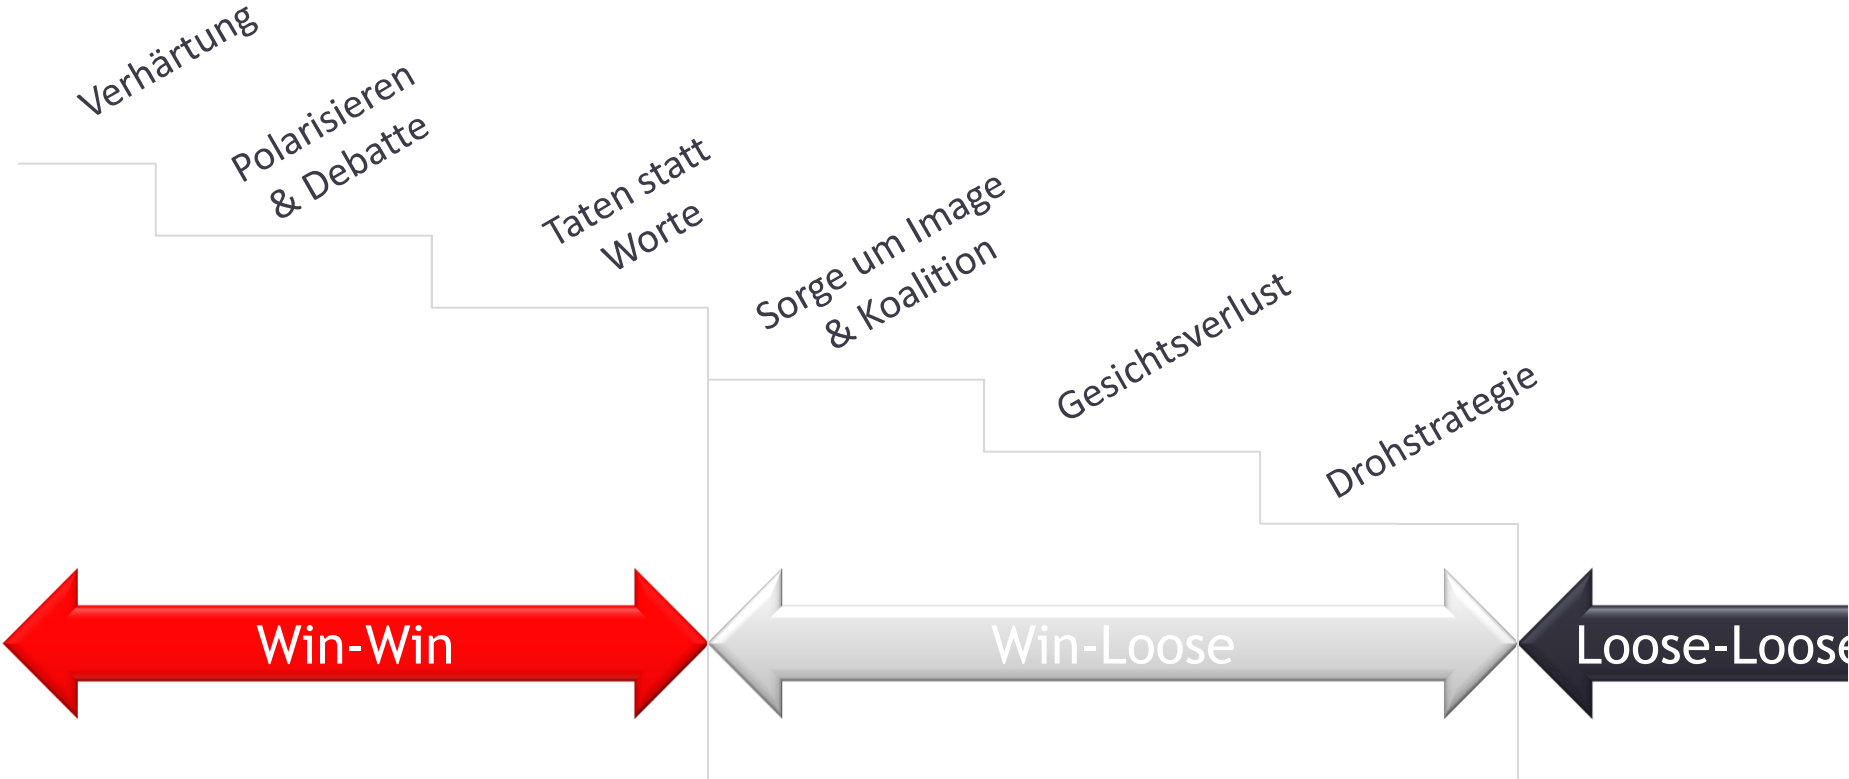 Verhärtung
Polarisieren
& Debatte
Taten statt
Worte
Sorge um Image
& Koalition
Gesichtsverlust
Drohstrategie
Win-Win
Win-Loose
Loose-Loose